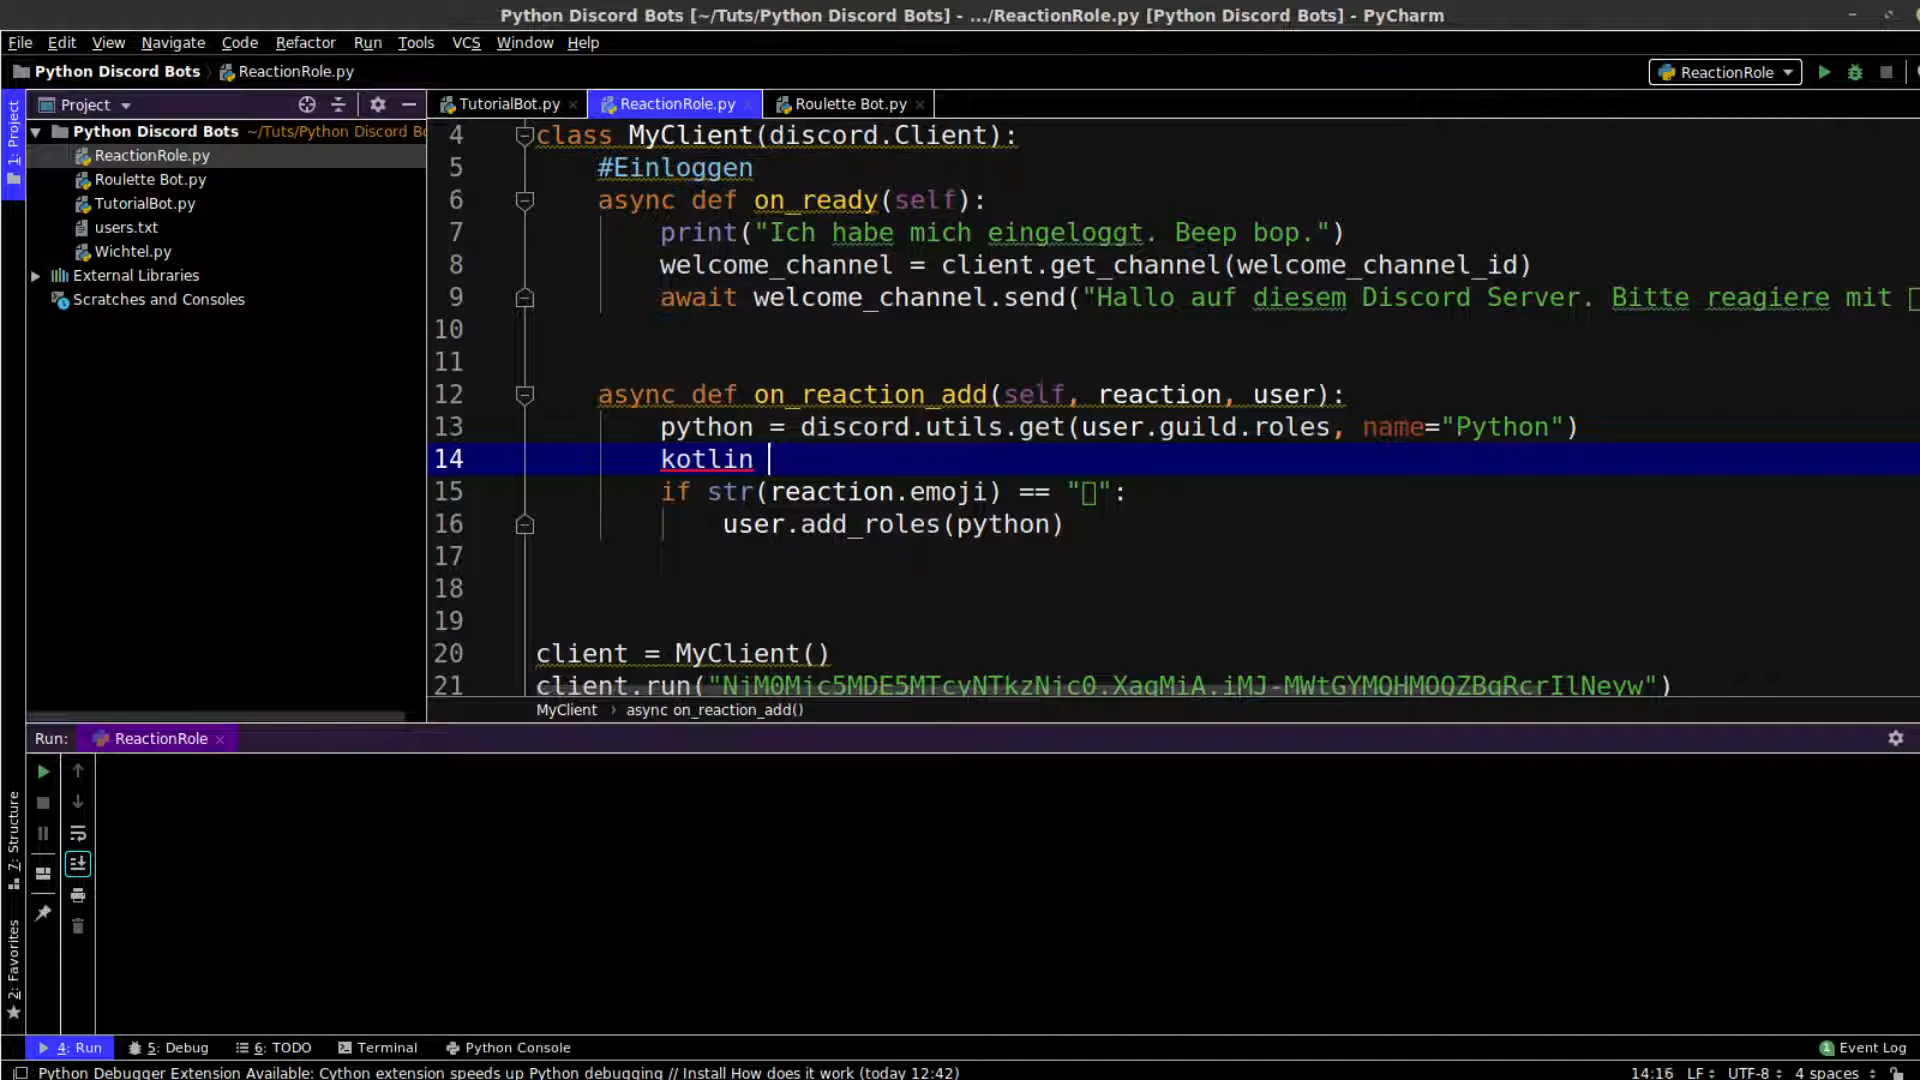 Python Discord Bots [~/Tuts/Python Discord Bots] - .../ReactionRole.py [Python Discord Bots] - PyCharm
File Edit View Navigate Code Refactor Run Tools VCS Window Help
Python Discord Bots ReactionRole.py ReactionRole
1: Project
Project
TutorialBot.py ReactionRole.py Roulette Bot.py
Python Discord Bots ~/Tuts/Python Discord Bo
ReactionRole.py
Roulette Bot.py
TutorialBot.py
users.txt
Wichtel.py
External Libraries
Scratches and Consoles
4 class MyClient(discord.Client):
5 #Einloggen
6 async def on_ready(self):
7 print("Ich habe mich eingeloggt. Beep bop.")
8 welcome_channel = client.get_channel(welcome_channel_id)
9 await welcome_channel.send("Hallo auf diesem Discord Server. Bitte reagiere mit
10
11
12 async def on_reaction_add(self, reaction, user):
13 python = discord.utils.get(user.guild.roles, name="Python")
14 kotlin
15 if str(reaction.emoji) == "▯":
16 user.add_roles(python)
17
18
19
20 client = MyClient()
21 client.run(" ")
MyClient › async on_reaction_add()
Run: ReactionRole
7: Structure
2: Favorites
4: Run 5: Debug 6: TODO Terminal Python Console 1 Event Log
Python Debugger Extension Available: Cython extension speeds up Python debugging // Install How does it work (today 12:42) 14:16 LF UTF-8 4 spaces